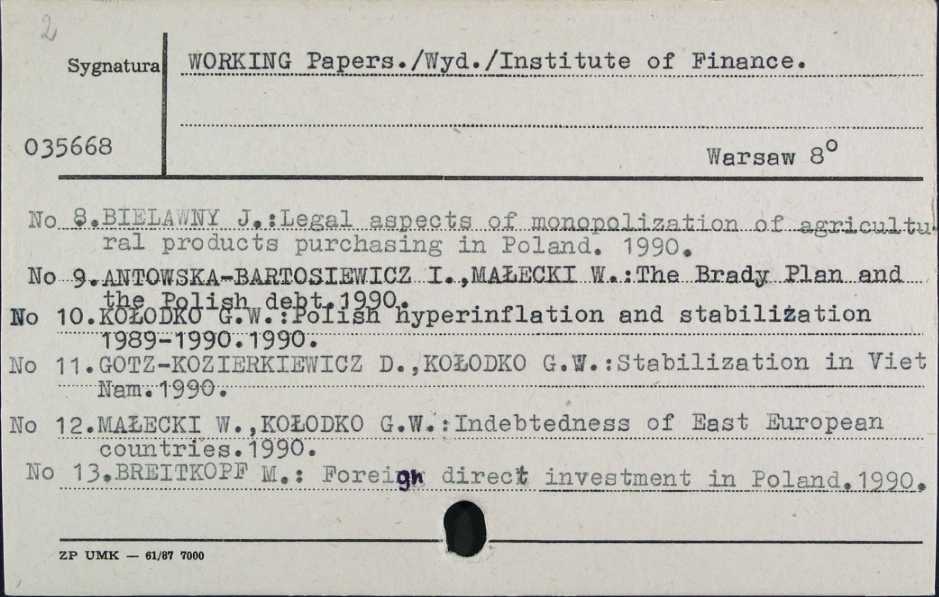 2
Sygnatura
WORKING Papers./Wyd./Institute of Finance.
035668
Warsaw 8°
No 8.BIELAWNY J.:Legal aspects of monopolization of agricultu-
ral products purchasing in Poland. 1990.
No 9.ANTOWSKA-BARTOSIEWICZ I.,MAŁECKI W.:The Brady Plan and
the Polish debt.1990.
No 10.KOŁODKO G.W.:Polish hyperinflation and stabilization
1989-1990.1990.
No 11.GOTZ-KOZIERKIEWICZ D.,KOŁODKO G.W.:Stabilization in Viet
Nam.1990.
No 12.MAŁECKI W.,KOŁODKO G.W.:Indebtedness of East European
countries.1990.
No 13.BREITKOPF M.: Foreign direct investment in Poland.1990.
ZP UMK — 61/87 7000